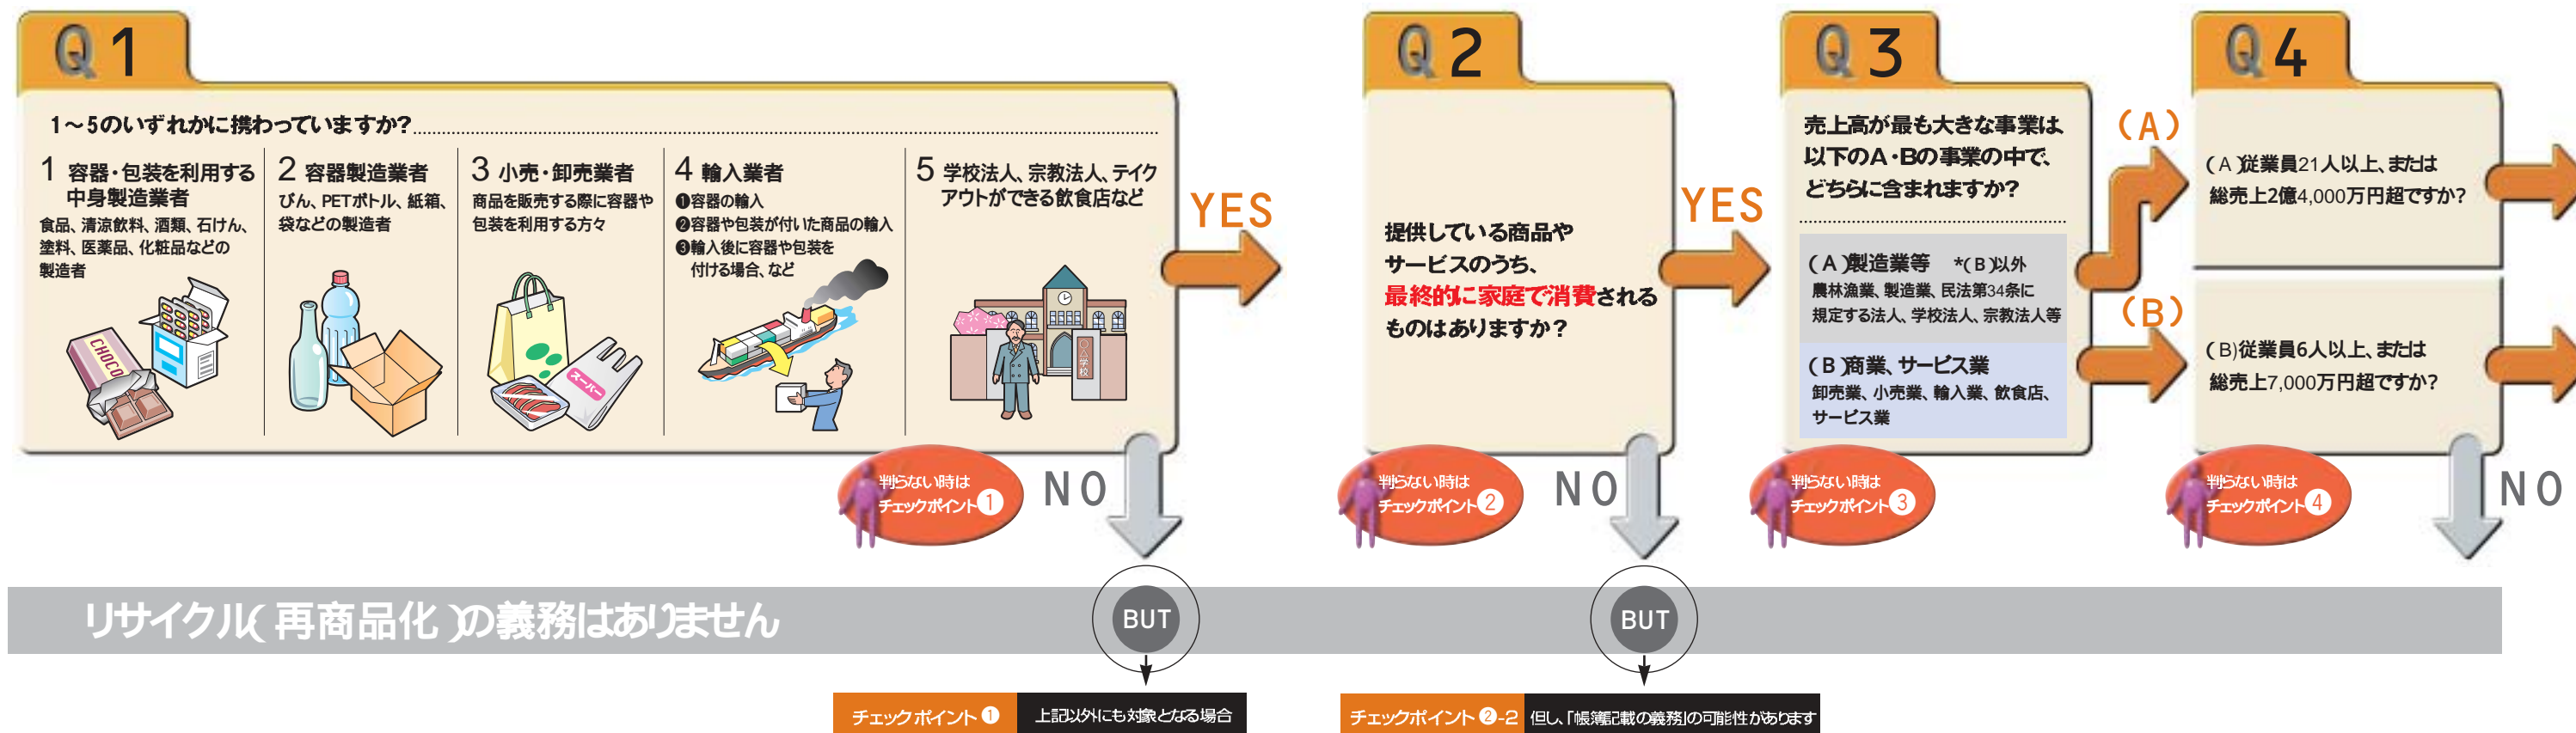 Q1
1～5のいずれかに携わっていますか?
1 容器・包装を利用する
中身製造業者
食品、清涼飲料、酒類、石けん、
塗料、医薬品、化粧品などの
製造者
CHOCO
2 容器製造業者
びん、PETボトル、紙箱、
袋などの製造者
3 小売・卸売業者
商品を販売する際に容器や
包装を利用する方々
スーパー
4 輸入業者
❶容器の輸入
❷容器や包装が付いた商品の輸入
❸輸入後に容器や包装を
付ける場合、など
5 学校法人、宗教法人、テイク
アウトができる飲食店など
○△学校
YES
判らない時は
チェックポイント①
NO
Q2
提供している商品や
サービスのうち、
最終的に家庭で消費される
ものはありますか?
YES
判らない時は
チェックポイント②
NO
Q3
売上高が最も大きな事業は
以下のA・Bの事業の中で、
どちらに含まれますか?
(A)製造業等 *(B)以外
農林漁業、製造業、民法第34条に
規定する法人、学校法人、宗教法人等
(B)商業、サービス業
卸売業、小売業、輸入業、飲食店、
サービス業
(A)
(B)
判らない時は
チェックポイント③
Q4
(A)従業員21人以上、または
総売上2億4,000万円超ですか?
(B)従業員6人以上、または
総売上7,000万円超ですか?
判らない時は
チェックポイント④
NO
リサイクル(再商品化)の義務はありません
BUT
BUT
チェックポイント❶ 上記以外にも対象となる場合
チェックポイント❷-2 但し、「帳簿記載の義務」の可能性があります